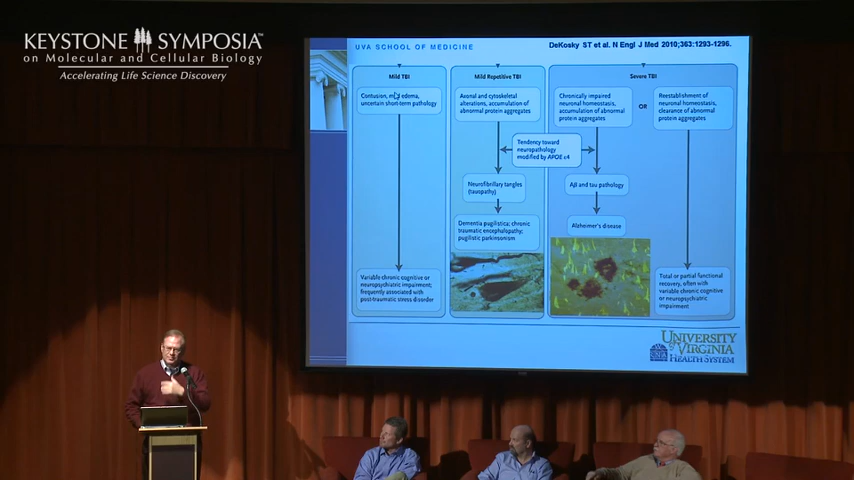 KEYSTONE SYMPOSIA™
on Molecular and Cellular Biology
Accelerating Life Science Discovery
UVA SCHOOL OF MEDICINE
DeKosky ST et al. N Engl J Med 2010;363:1293-1296.
Mild TBI
Contusion, mild edema,
uncertain short-term pathology
Variable chronic cognitive or
neuropsychiatric impairment;
frequently associated with
post-traumatic stress disorder
Mild Repetitive TBI
Axonal and cytoskeletal
alterations, accumulation of
abnormal protein aggregates
Tendency toward
neuropathology
modified by APOE ε4
Neurofibrillary tangles
(tauopathy)
Dementia pugilistica; chronic
traumatic encephalopathy;
pugilistic parkinsonism
Severe TBI
Chronically impaired
neuronal homeostasis,
accumulation of abnormal
protein aggregates
OR
Reestablishment of
neuronal homeostasis,
clearance of abnormal
protein aggregates
Aβ and tau pathology
Alzheimer's disease
Total or partial functional
recovery, often with
variable chronic cognitive
or neuropsychiatric
impairment
UNIVERSITY
of VIRGINIA
HEALTH SYSTEM